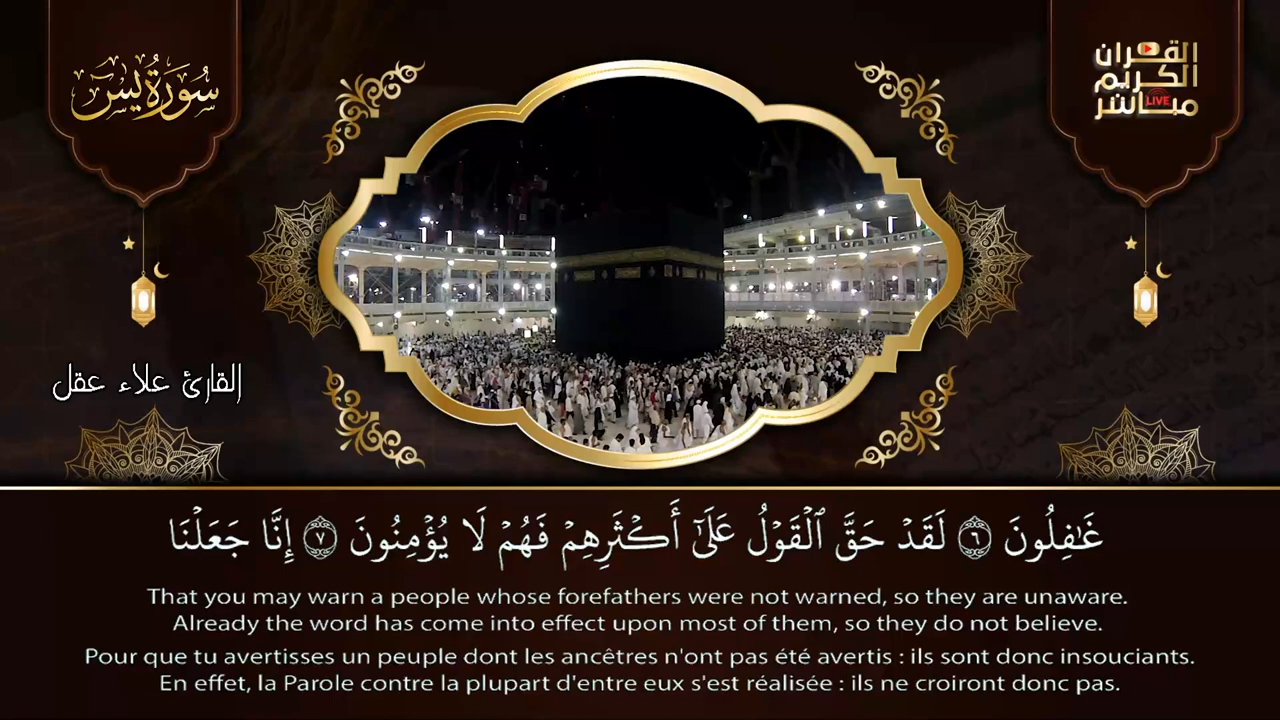 سُورَةُ يسٓ
القرآن
الكريم
مباشر
LIVE
القارئ علاء عقل
غَٰفِلُونَ ٦ لَقَدۡ حَقَّ ٱلۡقَوۡلُ عَلَىٰٓ أَكۡثَرِهِمۡ فَهُمۡ لَا يُؤۡمِنُونَ ٧ إِنَّا جَعَلۡنَا
That you may warn a people whose forefathers were not warned, so they are unaware.
Already the word has come into effect upon most of them, so they do not believe.
Pour que tu avertisses un peuple dont les ancêtres n'ont pas été avertis : ils sont donc insouciants.
En effet, la Parole contre la plupart d'entre eux s'est réalisée : ils ne croiront donc pas.